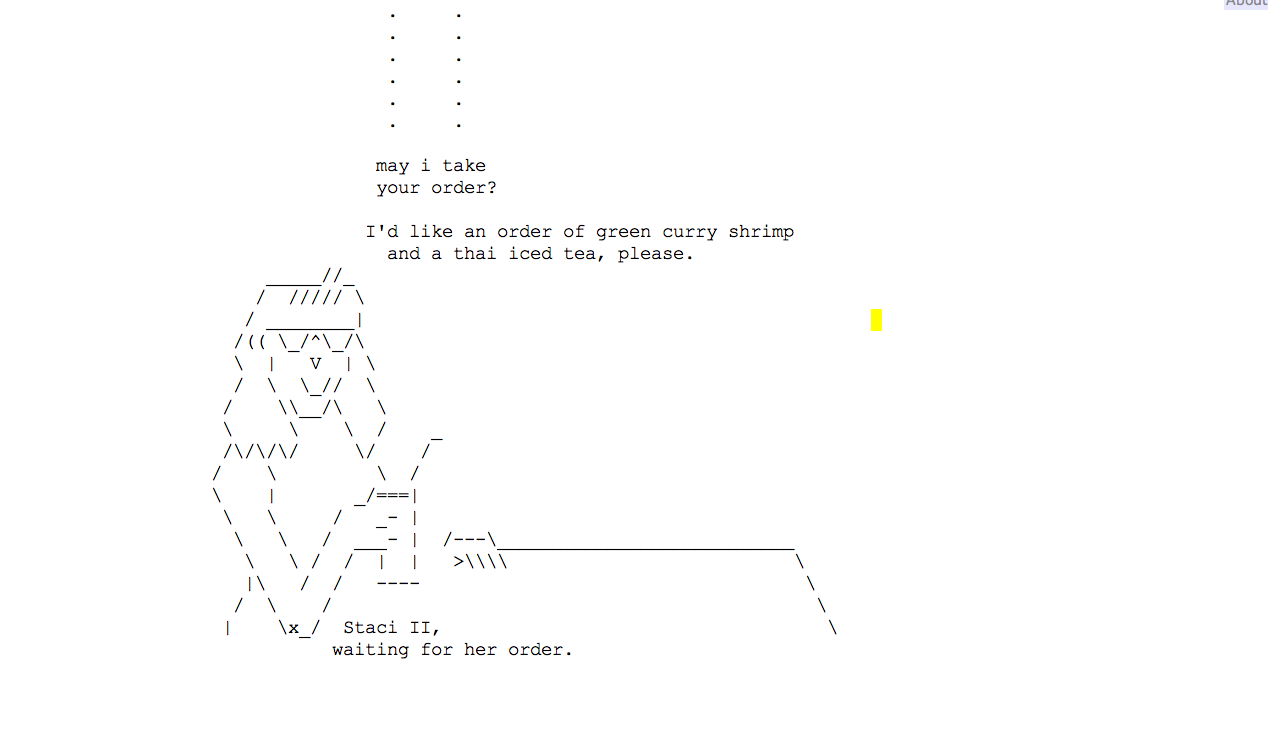 About
may i take
your order?
I'd like an order of green curry shrimp
and a thai iced tea, please.
Staci II,
waiting for her order.